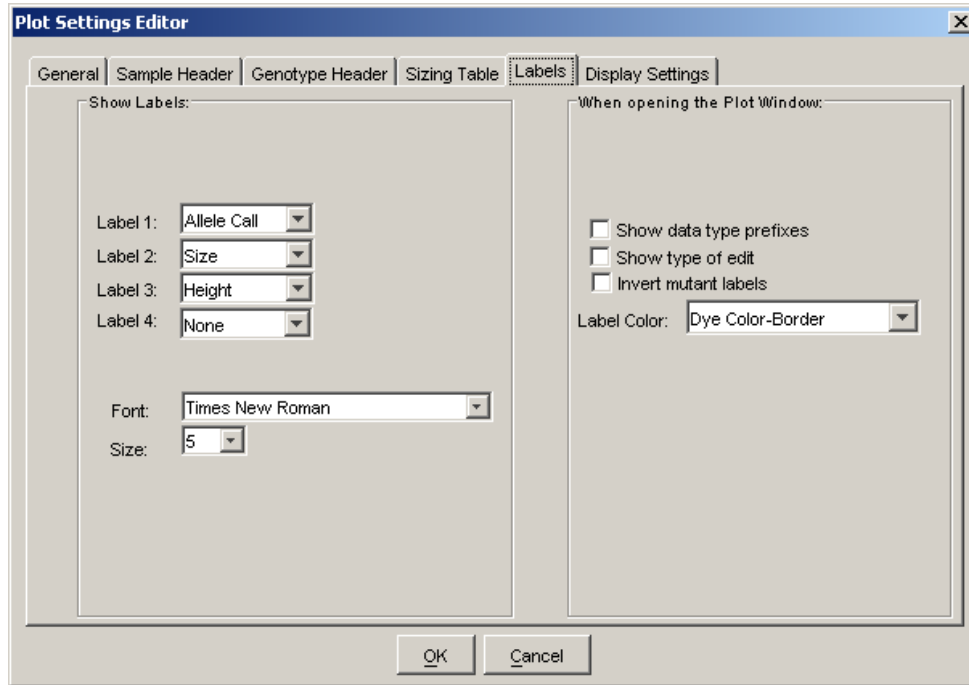 Plot Settings Editor
General Sample Header Genotype Header Sizing Table Labels Display Settings
Show Labels:
Label 1: Allele Call
Label 2: Size
Label 3: Height
Label 4: None
Font: Times New Roman
Size: 5
When opening the Plot Window:
Show data type prefixes
Show type of edit
Invert mutant labels
Label Color: Dye Color-Border
OK Cancel